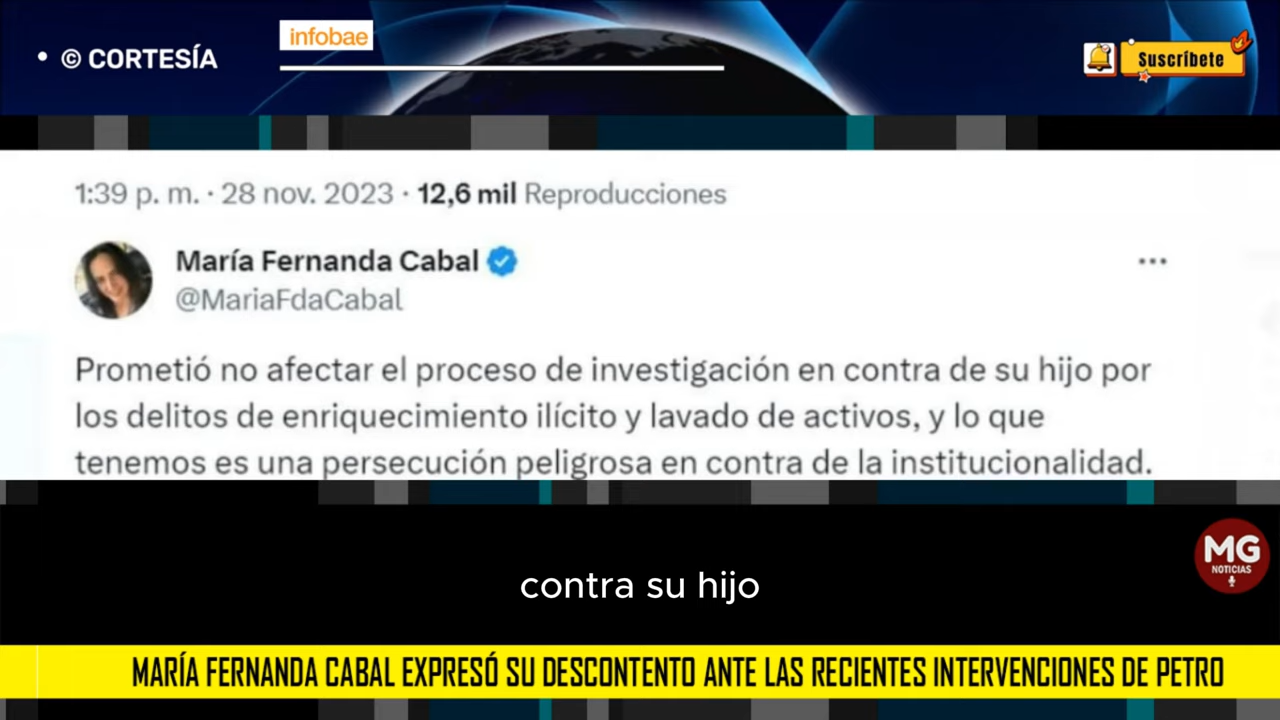 • © CORTESÍA
infobae
Suscríbete
1:39 p. m. · 28 nov. 2023 · 12,6 mil Reproducciones
María Fernanda Cabal
@MariaFdaCabal
Prometió no afectar el proceso de investigación en contra de su hijo por
los delitos de enriquecimiento ilícito y lavado de activos, y lo que
tenemos es una persecución peligrosa en contra de la institucionalidad.
MG
NOTICIAS
contra su hijo
MARÍA FERNANDA CABAL EXPRESÓ SU DESCONTENTO ANTE LAS RECIENTES INTERVENCIONES DE PETRO